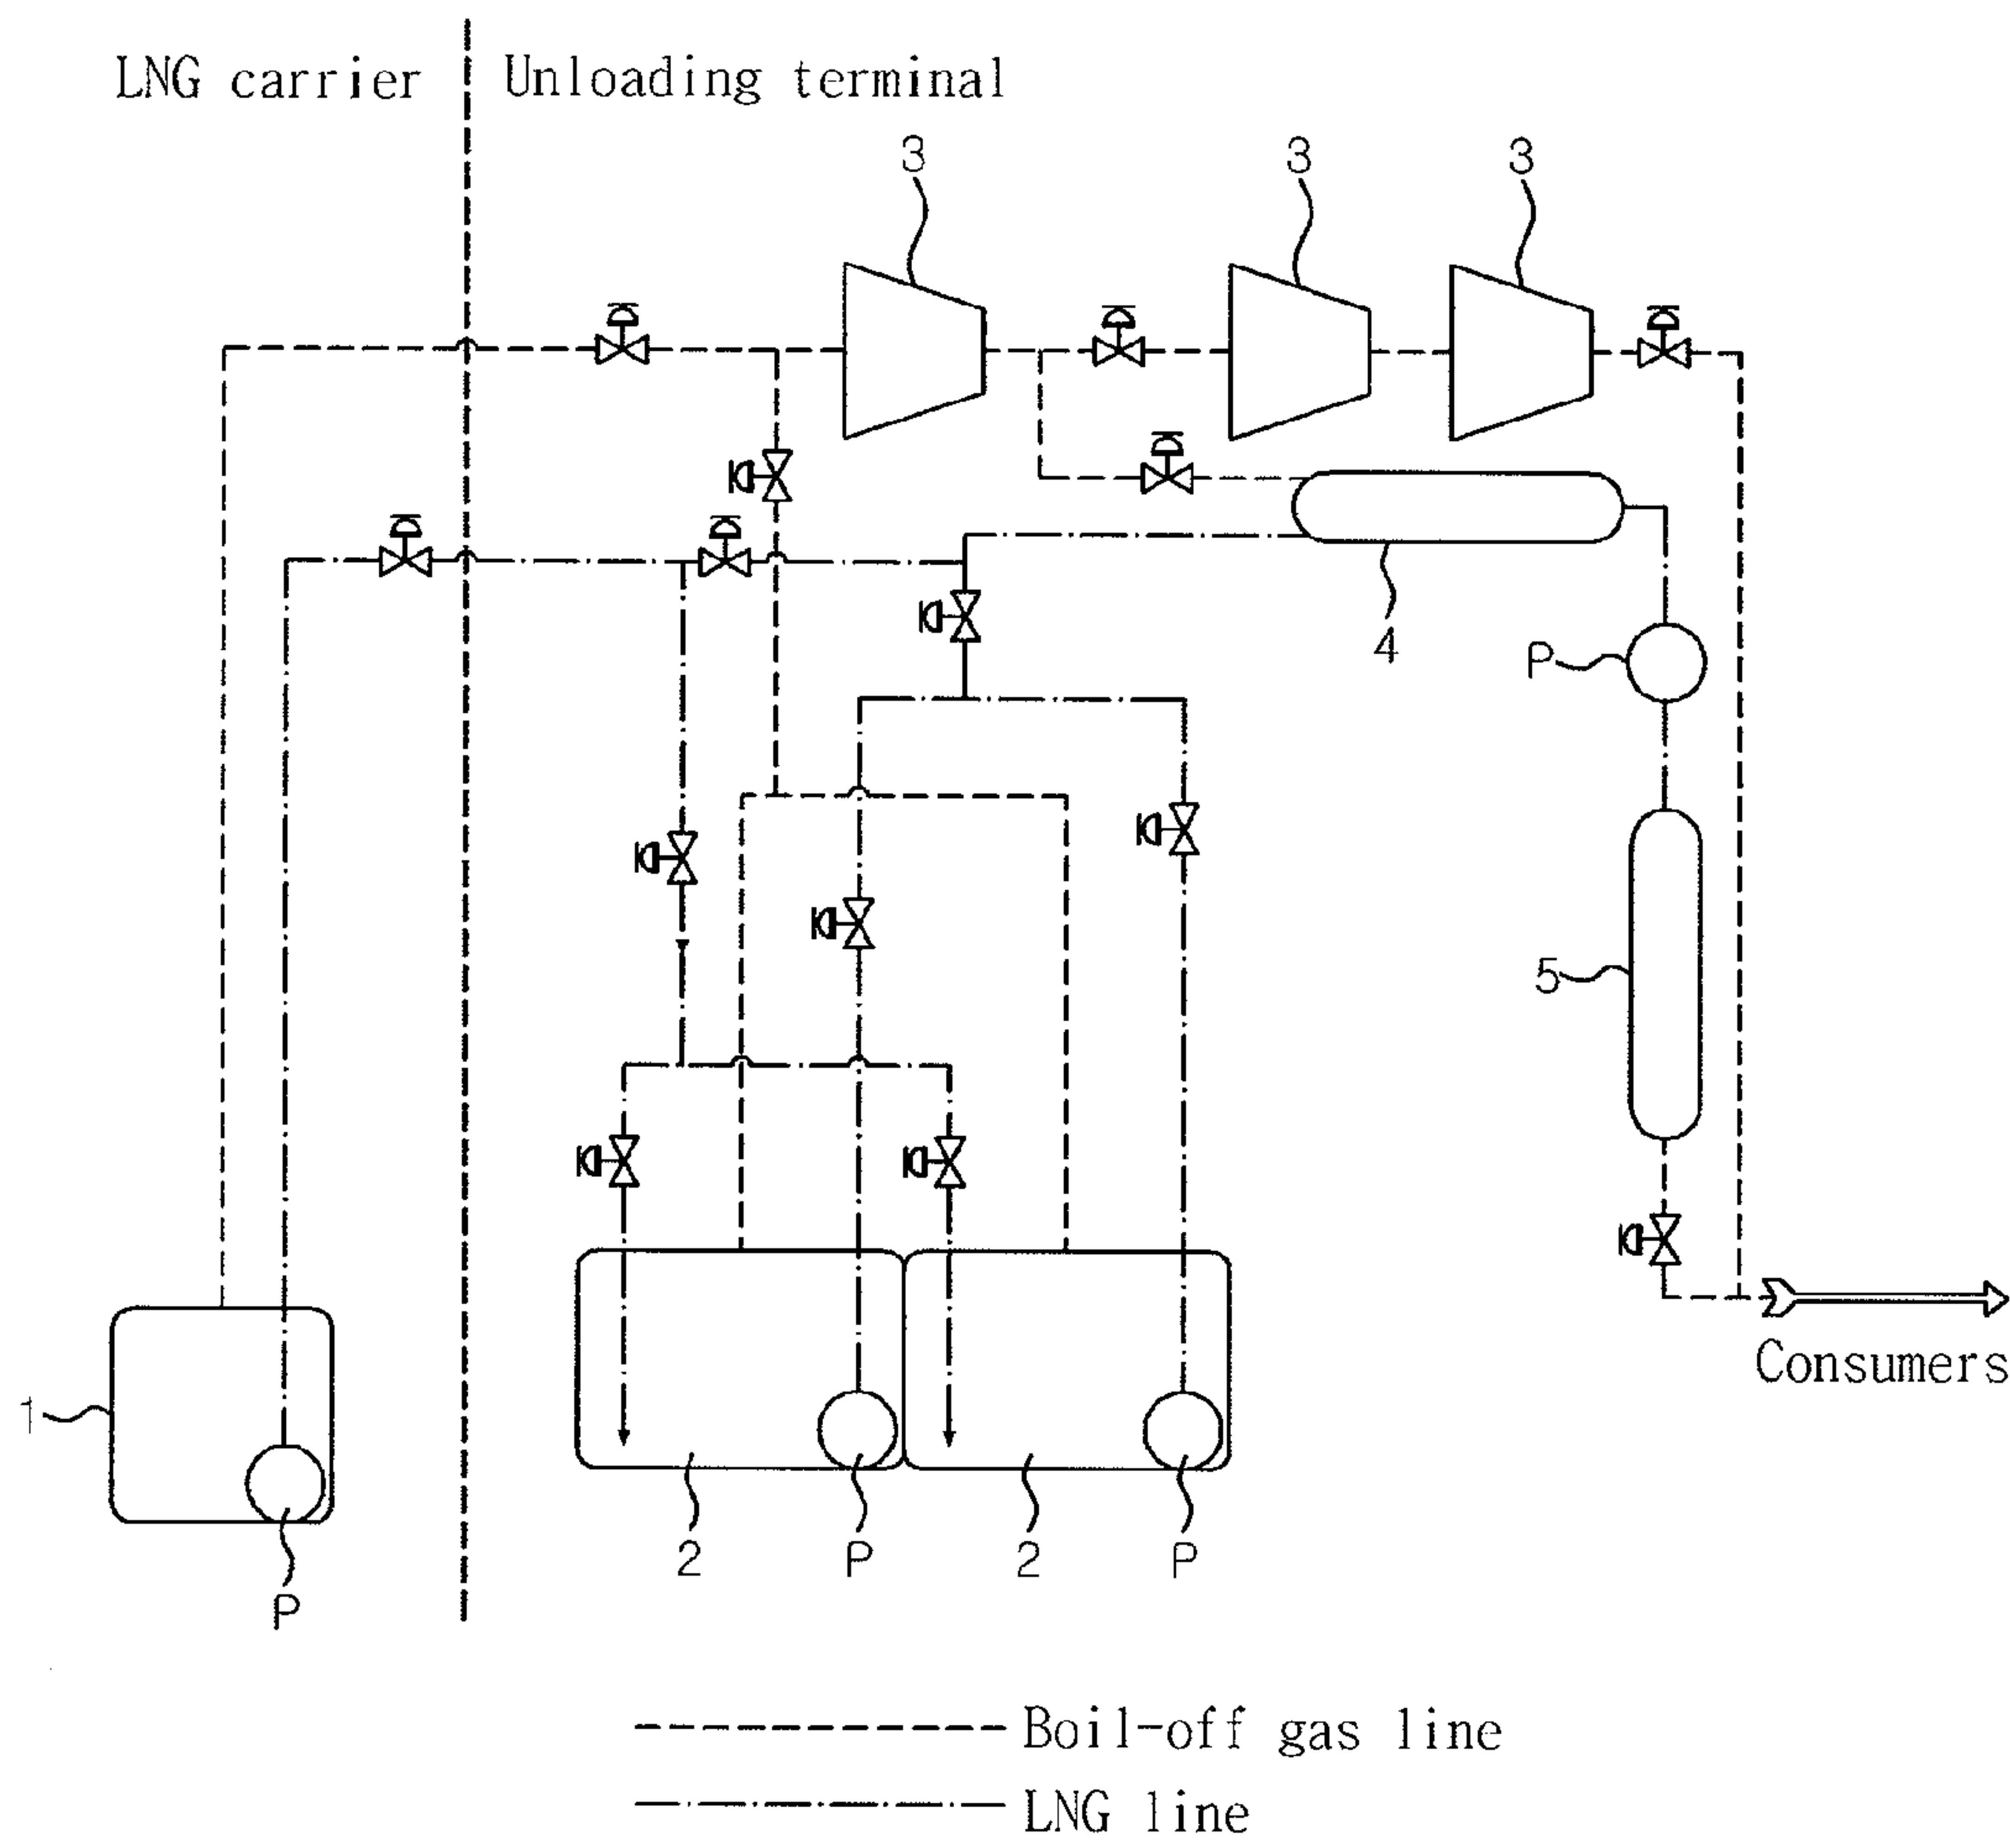 LNG carrier
Unloading terminal
3
3
3
4
P
5
Consumers
1
2
P
2
P
P
Boil-off gas line
LNG line